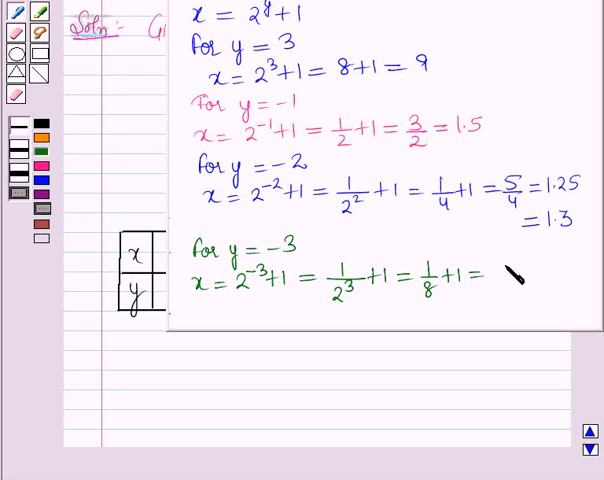 Soln:-
x = 2^y + 1
For y = 3
x = 2^3 + 1 = 8 + 1 = 9
For y = -1
x = 2^-1 + 1 = 1/2 + 1 = 3/2 = 1.5
For y = -2
x = 2^-2 + 1 = 1/2^2 + 1 = 1/4 + 1 = 5/4 = 1.25
= 1.3
For y = -3
x = 2^-3 + 1 = 1/2^3 + 1 = 1/8 + 1 =
x
y